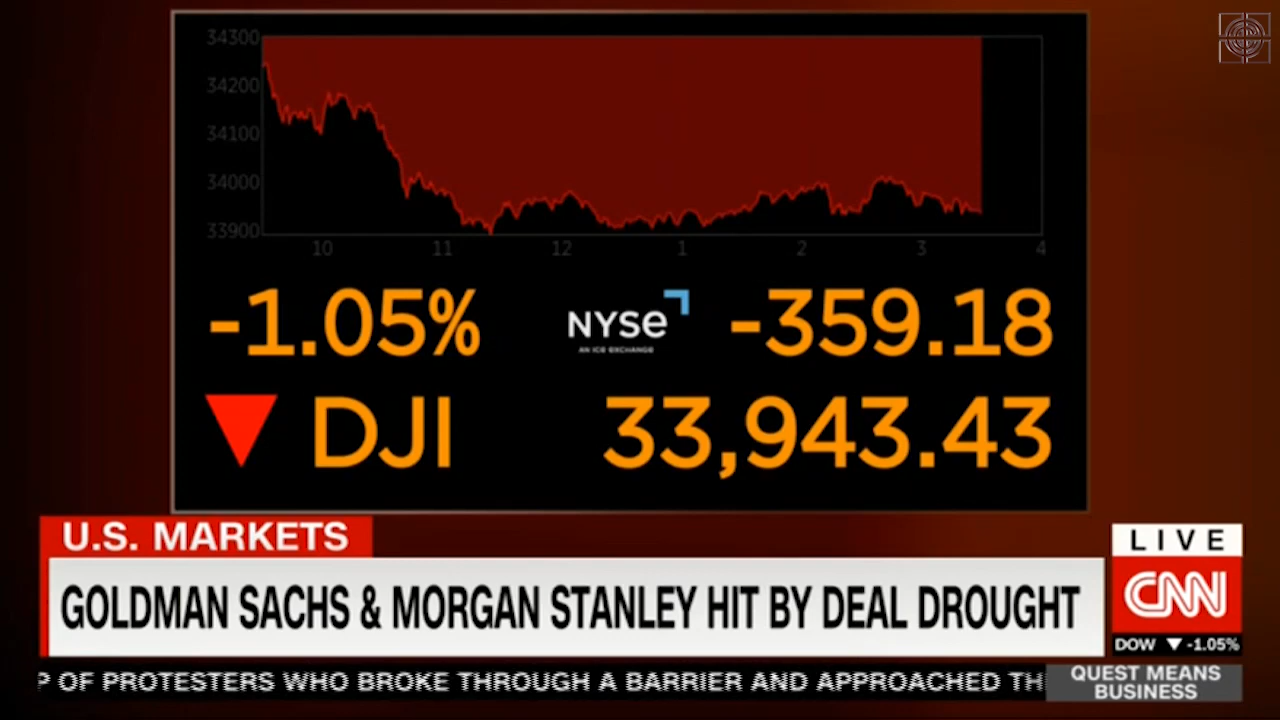 34300
34200
34100
34000
33900
10 11 12 1 2 3 4
-1.05% NYSE -359.18
AN ICE EXCHANGE
DJI 33,943.43
U.S. MARKETS
GOLDMAN SACHS & MORGAN STANLEY HIT BY DEAL DROUGHT
LIVE
CNN
DOW ▼ -1.05%
P OF PROTESTERS WHO BROKE THROUGH A BARRIER AND APPROACHED TH
QUEST MEANS
BUSINESS